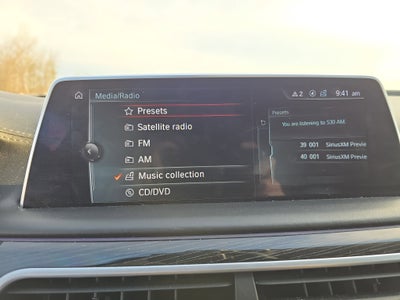 Media/Radio
2
9:41 am
Presets
Satellite radio
FM
AM
Music collection
CD/DVD
Presets
You are listening to 530 AM.
39 001 SiriusXM Previe
40 001 SiriusXM Previe